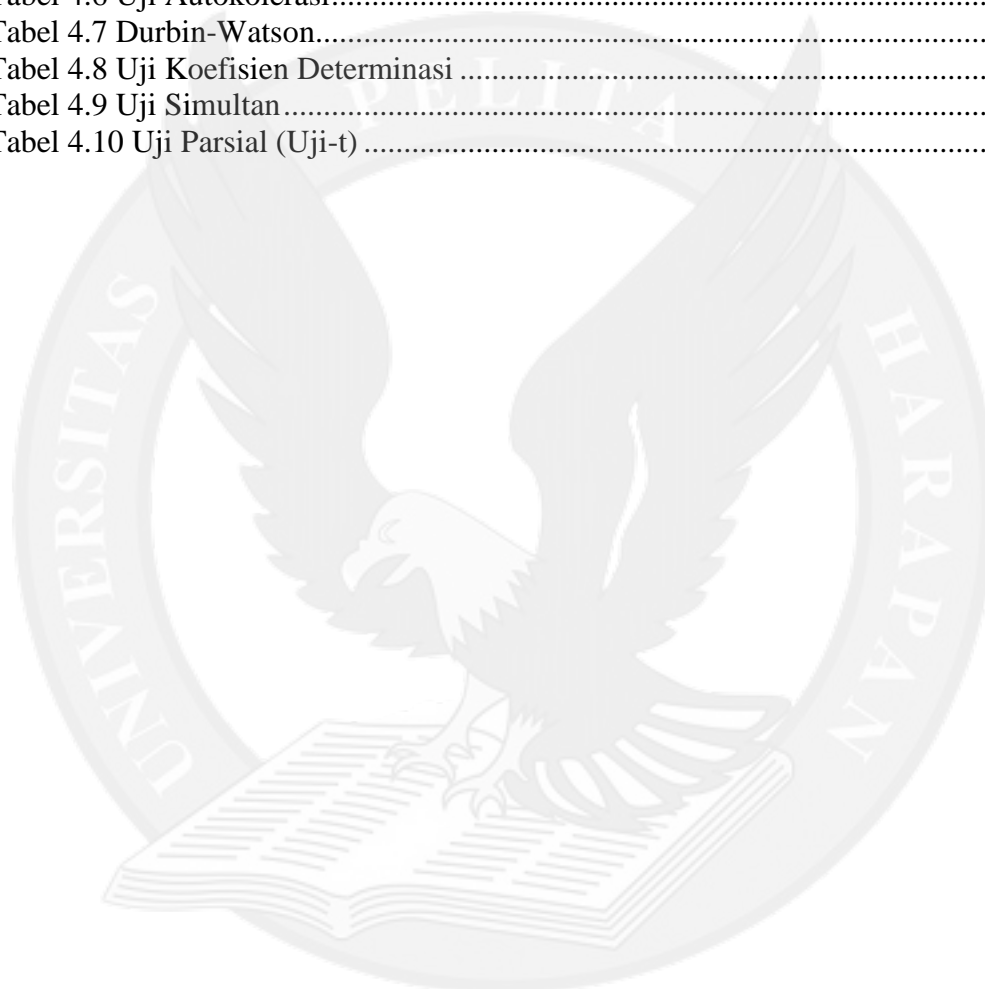 Tabel 4.6 Uji Autokolerasi..........................................................................................
Tabel 4.7 Durbin-Watson............................................................................................
Tabel 4.8 Uji Koefisien Determinasi ........................................................................
Tabel 4.9 Uji Simultan.................................................................................................
Tabel 4.10 Uji Parsial (Uji-t) .....................................................................................
UNIVERSITAS PELITA HARAPAN